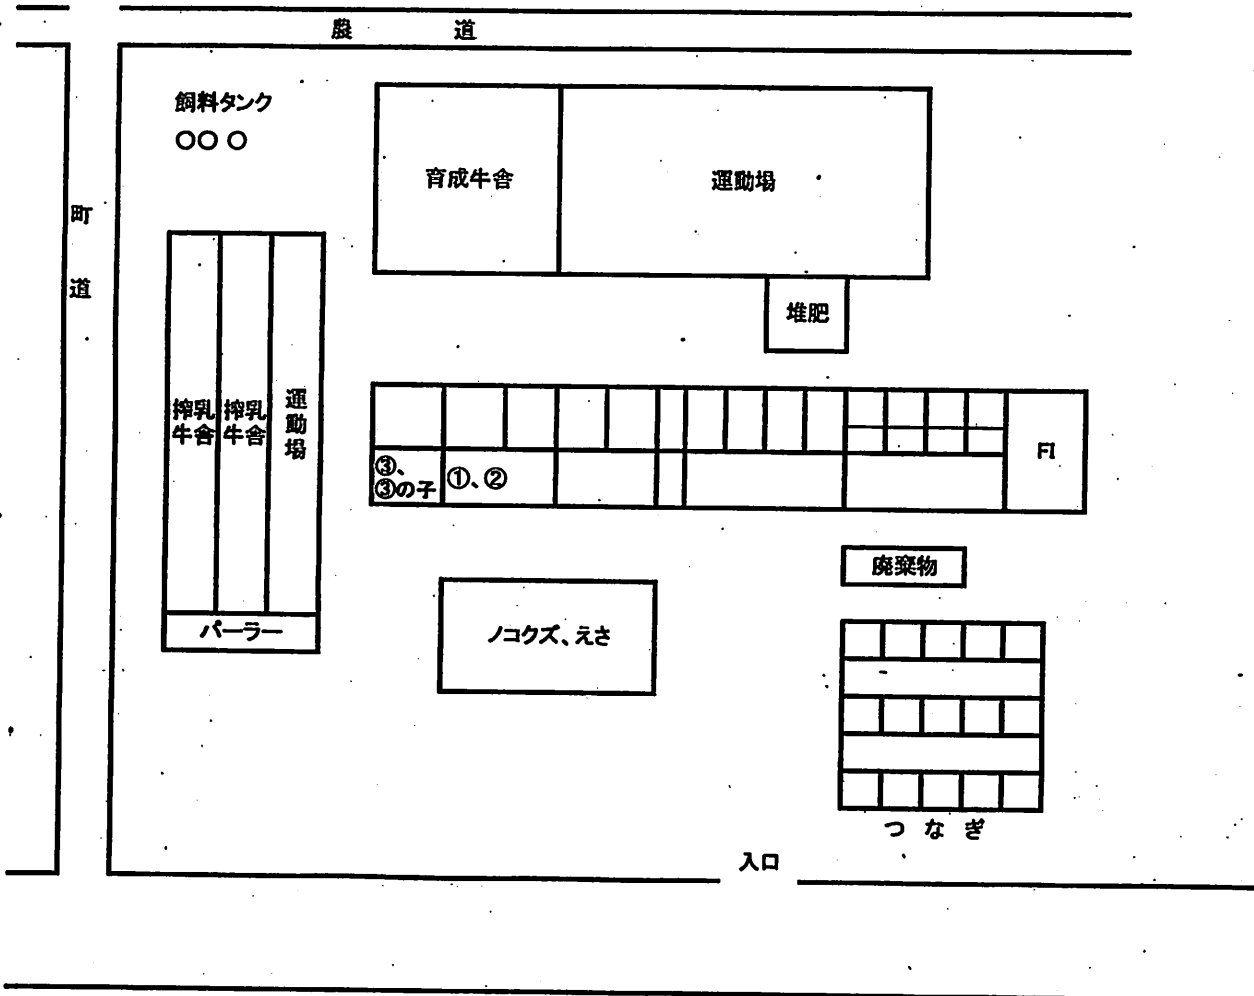 農道
飼料タンク
町道
育成牛舎
運動場
堆肥
搾乳
牛舎
搾乳
牛舎
運動場
③、
③の子
①、②
F1
廃棄物
パーラー
ノコクズ、えさ
つなぎ
入口